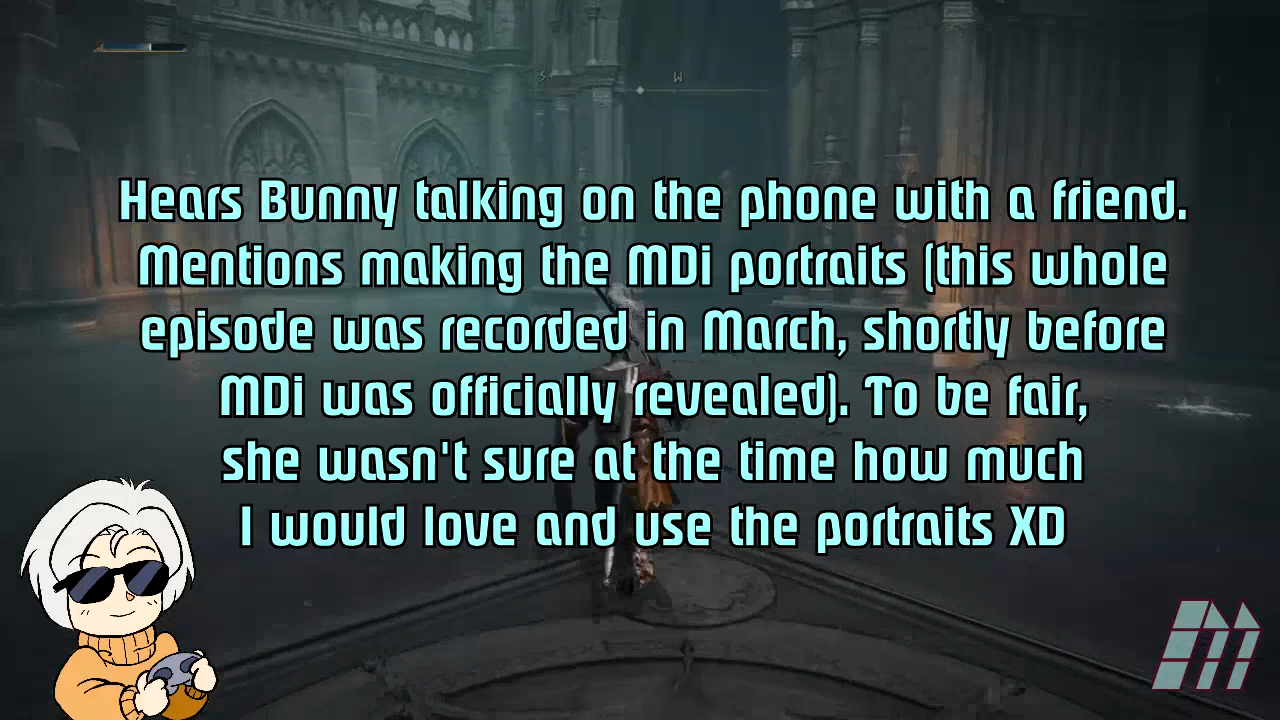 S W
Hears Bunny talking on the phone with a friend.
Mentions making the MDi portraits (this whole
episode was recorded in March, shortly before
MDi was officially revealed). To be fair,
she wasn't sure at the time how much
I would love and use the portraits XD